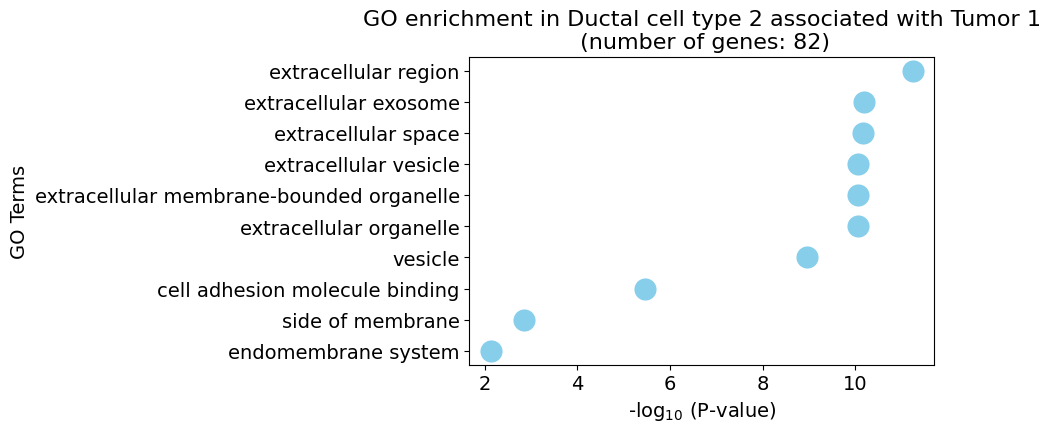 GO enrichment in Ductal cell type 2 associated with Tumor 1
(number of genes: 82)
GO Terms
extracellular region
extracellular exosome
extracellular space
extracellular vesicle
extracellular membrane-bounded organelle
extracellular organelle
vesicle
cell adhesion molecule binding
side of membrane
endomembrane system
2 4 6 8 10
-log₁₀ (P-value)